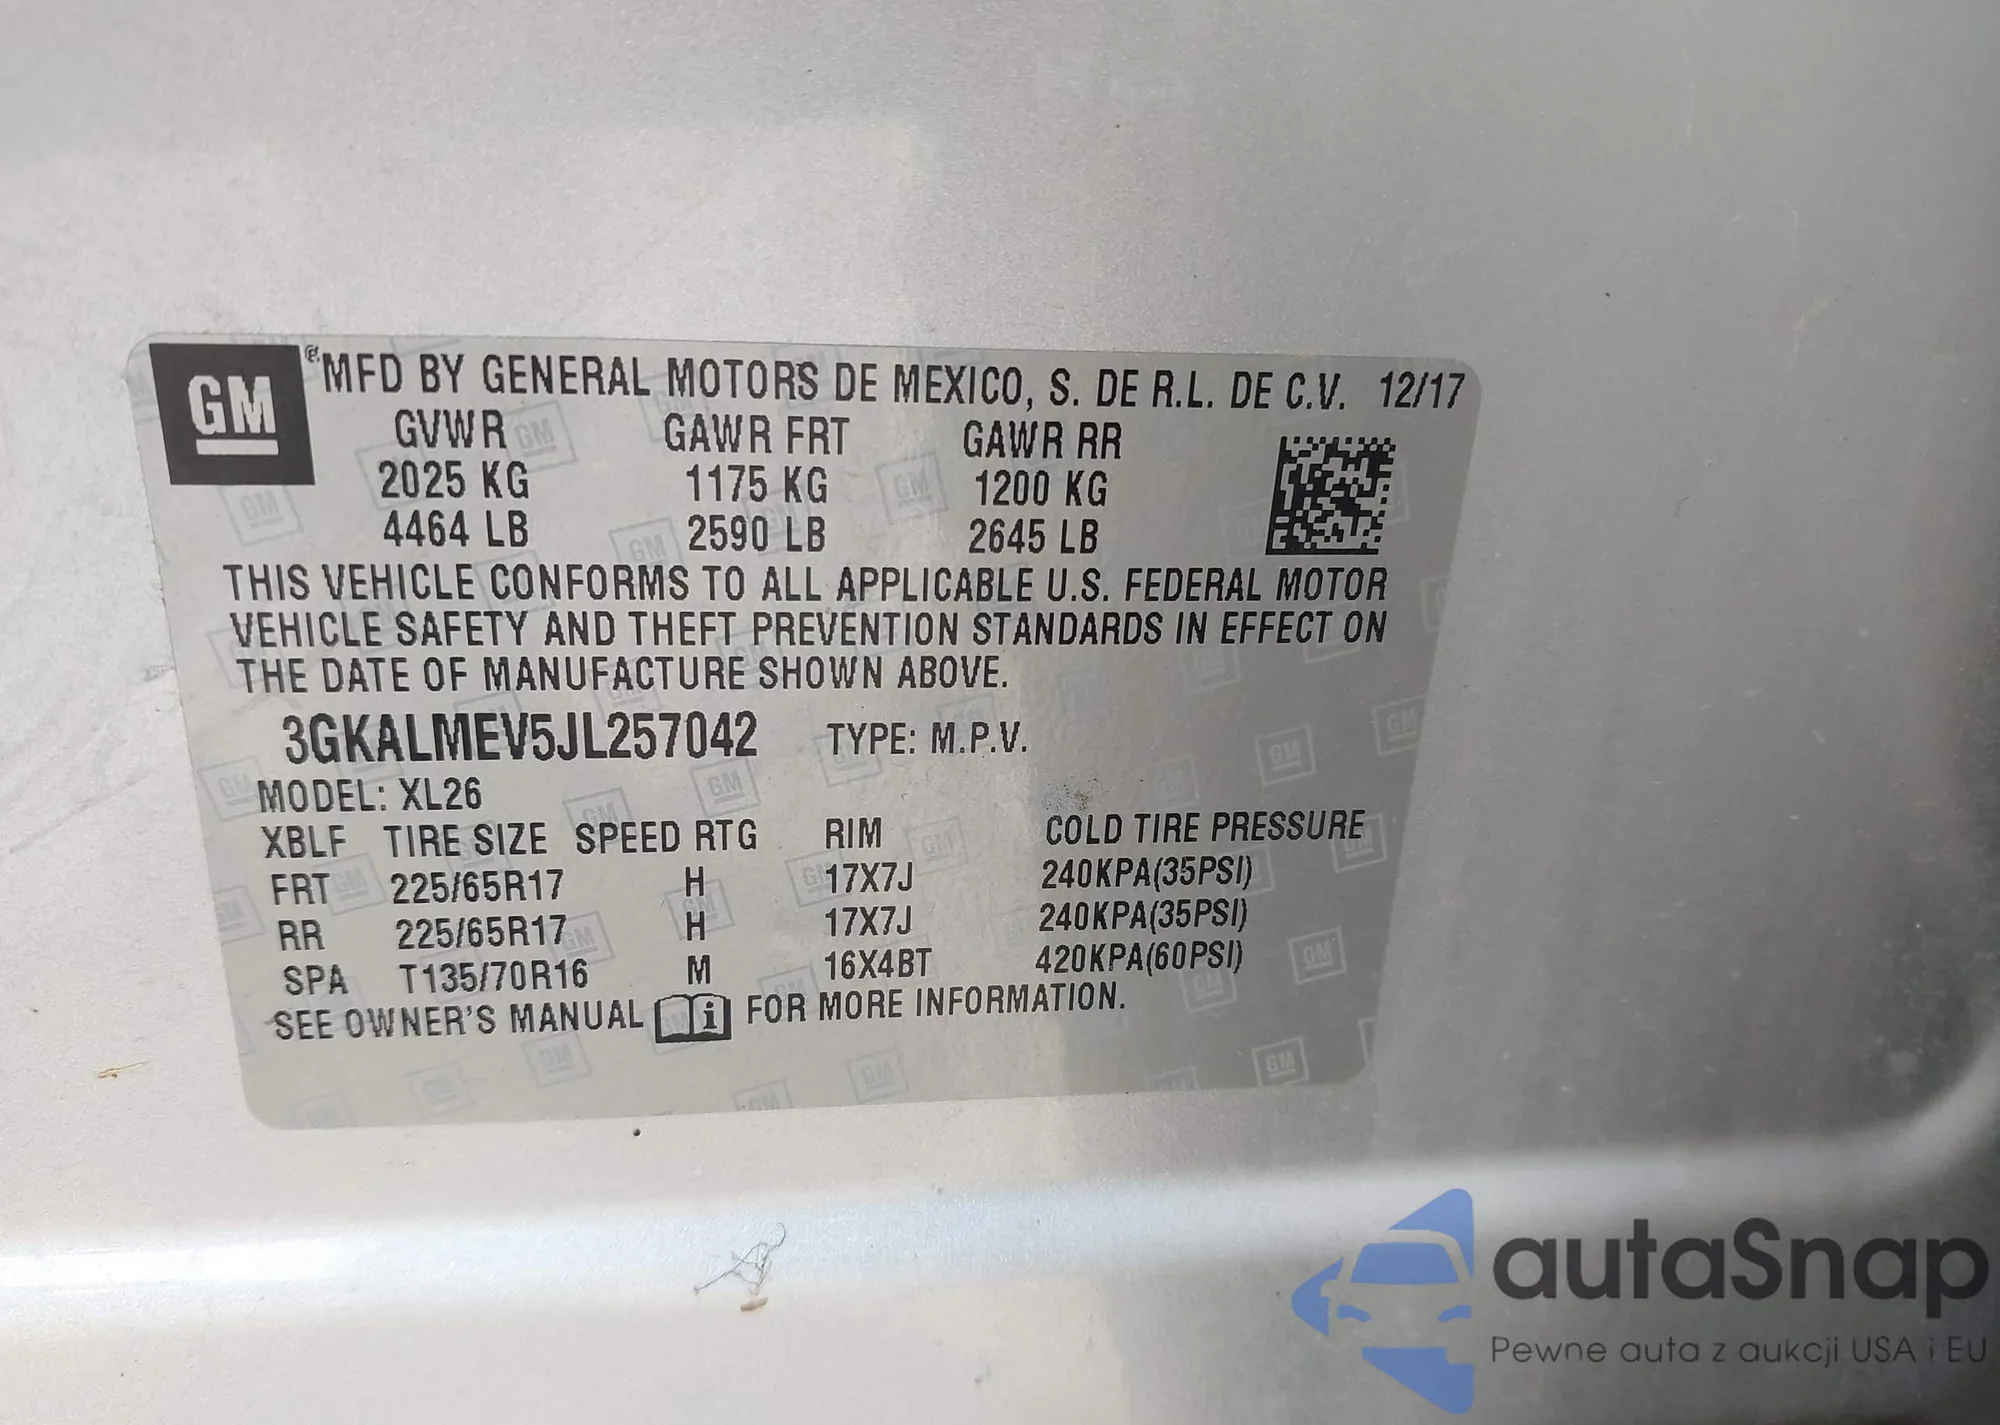 GM
® MFD BY GENERAL MOTORS DE MEXICO, S. DE R.L. DE C.V. 12/17
GVWR GAWR FRT GAWR RR
2025 KG 1175 KG 1200 KG
4464 LB 2590 LB 2645 LB
THIS VEHICLE CONFORMS TO ALL APPLICABLE U.S. FEDERAL MOTOR
VEHICLE SAFETY AND THEFT PREVENTION STANDARDS IN EFFECT ON
THE DATE OF MANUFACTURE SHOWN ABOVE.
3GKALMEV5JL257042 TYPE: M.P.V.
MODEL: XL26
XBLF TIRE SIZE SPEED RTG RIM COLD TIRE PRESSURE
FRT 225/65R17 H 17X7J 240KPA(35PSI)
RR 225/65R17 H 17X7J 240KPA(35PSI)
SPA T135/70R16 M 16X4BT 420KPA(60PSI)
SEE OWNER'S MANUAL i FOR MORE INFORMATION.
autaSnap
Pewne auta z aukcji USA i EU